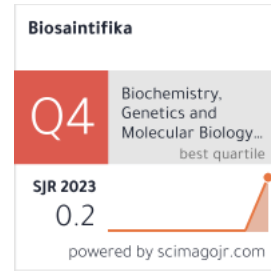 Biosaintifika
Q4
Biochemistry,
Genetics and
Molecular Biology...
best quartile
SJR 2023
0.2
powered by scimagojr.com